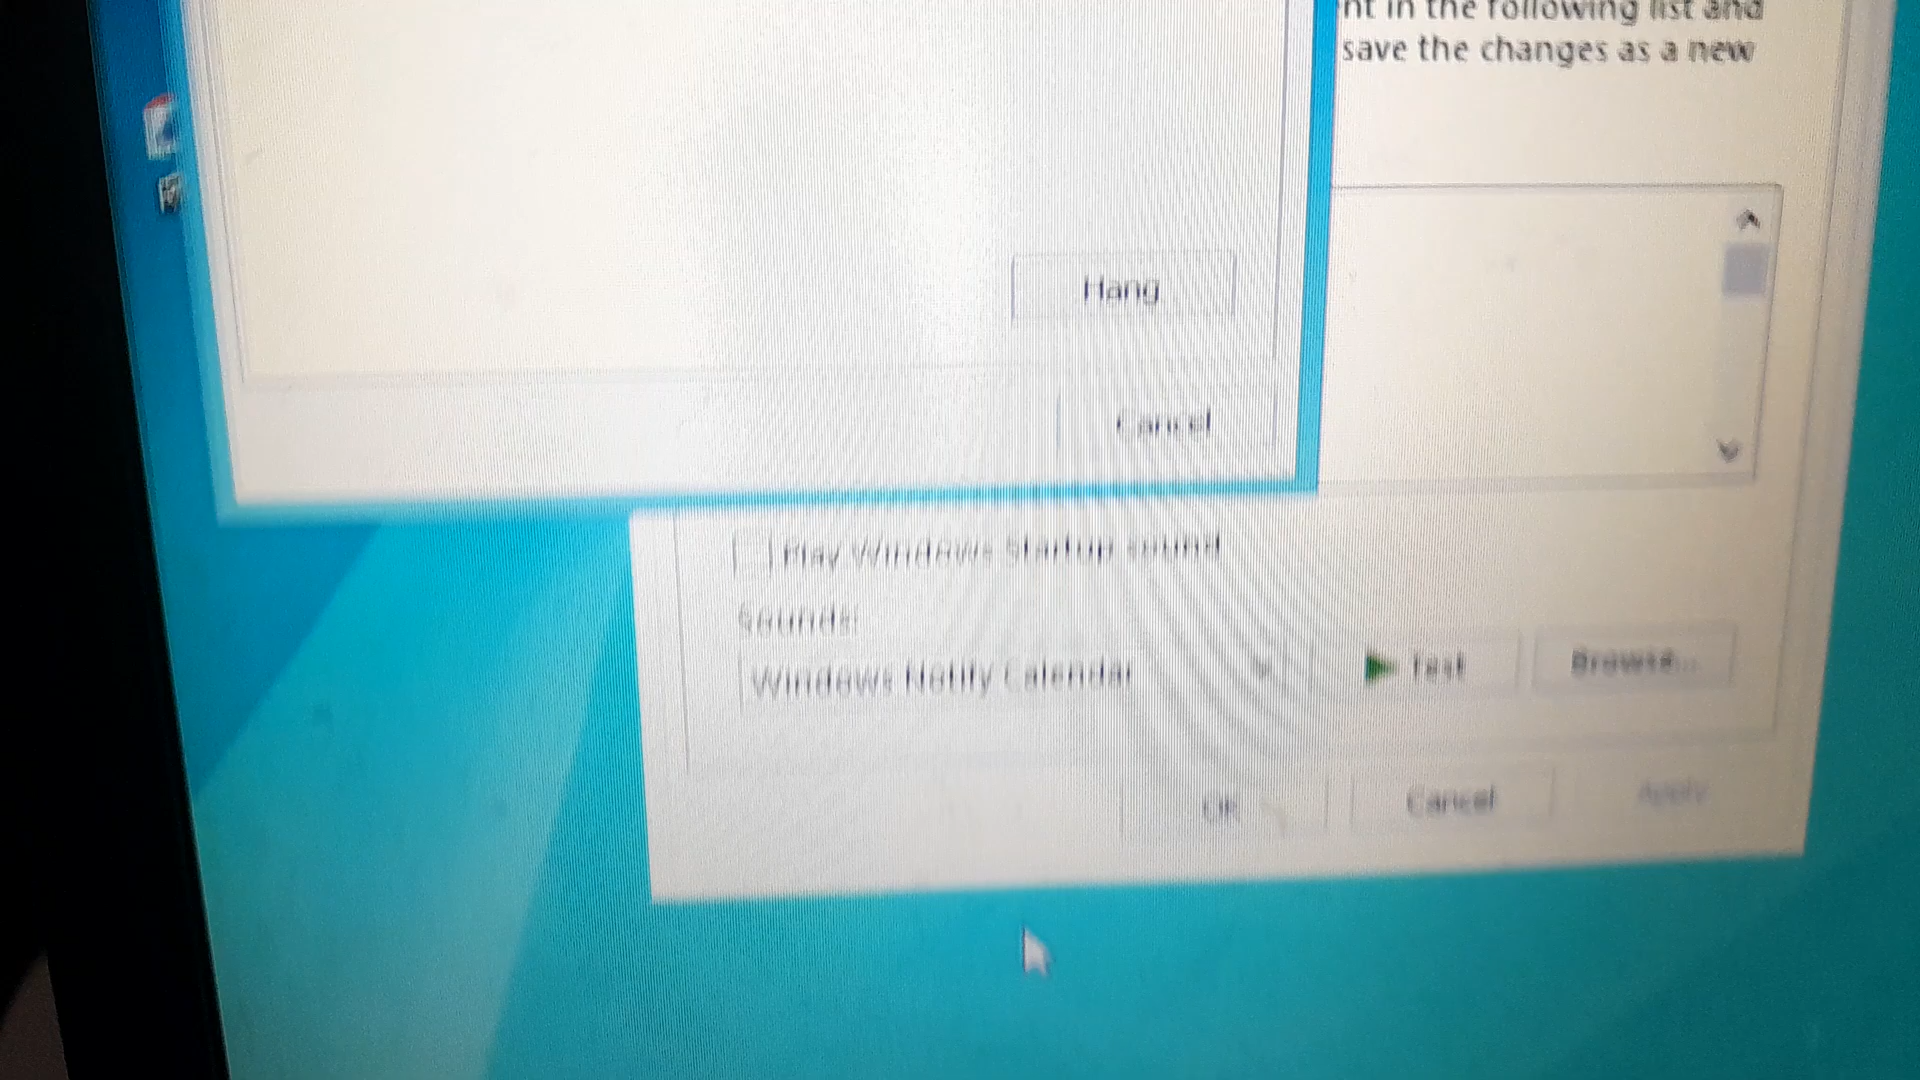 nt in the following list and
save the changes as a new
Hang
Cancel
Play Windows Startup sound
Sounds:
Windows Notify Calendar
Test
Browse...
OK
Cancel
Apply